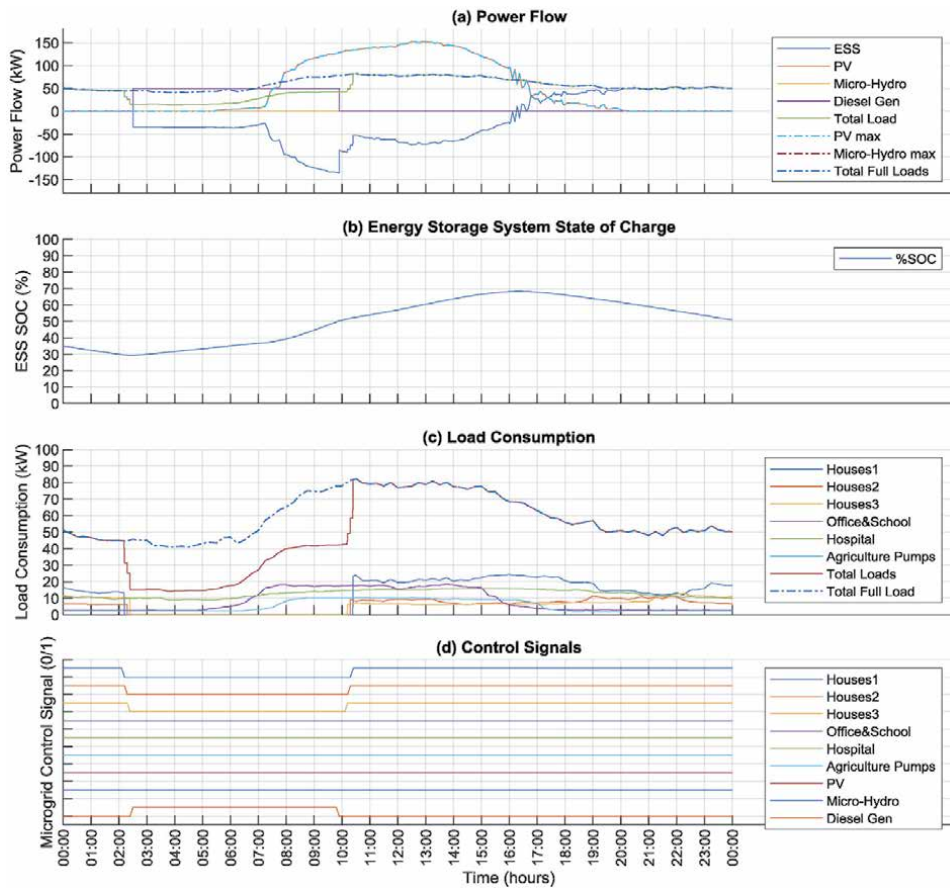 (a) Power Flow
Power Flow (kW)
150
100
50
0
-50
-100
-150
ESS
PV
Micro-Hydro
Diesel Gen
Total Load
PV max
Micro-Hydro max
Total Full Loads
(b) Energy Storage System State of Charge
ESS SOC (%)
100
90
80
70
60
50
40
30
20
10
0
%SOC
(c) Load Consumption
Load Consumption (kW)
100
90
80
70
60
50
40
30
20
10
0
Houses1
Houses2
Houses3
Office&School
Hospital
Agriculture Pumps
Total Loads
Total Full Load
(d) Control Signals
Microgrid Control Signal (0/1)
Houses1
Houses2
Houses3
Office&School
Hospital
Agriculture Pumps
PV
Micro-Hydro
Diesel Gen
00:00
01:00
02:00
03:00
04:00
05:00
06:00
07:00
08:00
09:00
10:00
11:00
12:00
13:00
14:00
15:00
16:00
17:00
18:00
19:00
20:00
21:00
22:00
23:00
00:00
Time (hours)